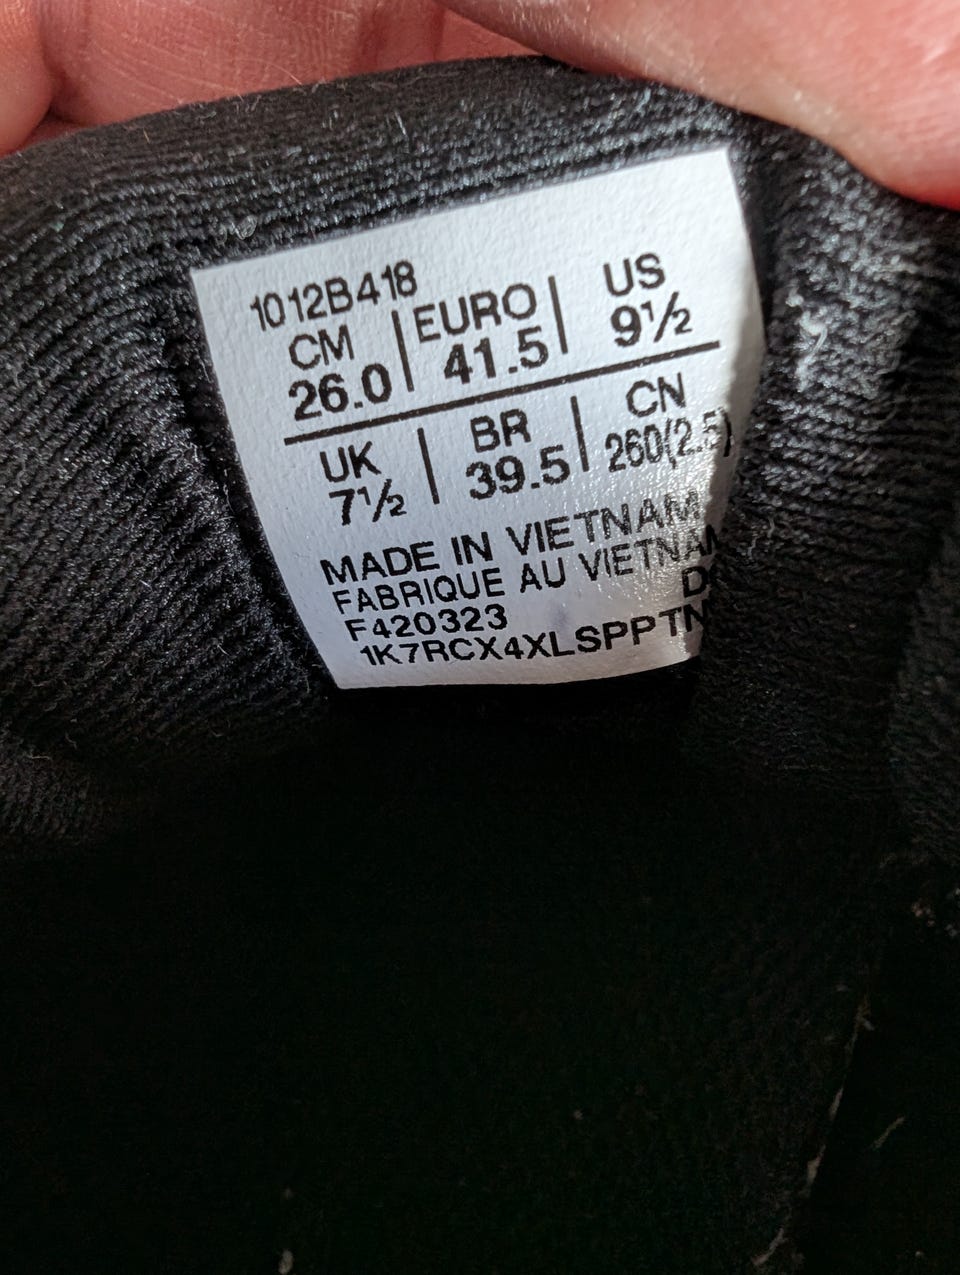 1012B418
CM | EURO | US
26.0 | 41.5 | 9½
UK | BR | CN
7½ | 39.5 | 260(2.5)
MADE IN VIETNAM
FABRIQUE AU VIETNAM
F420323
1K7RCX4XLSPPTN